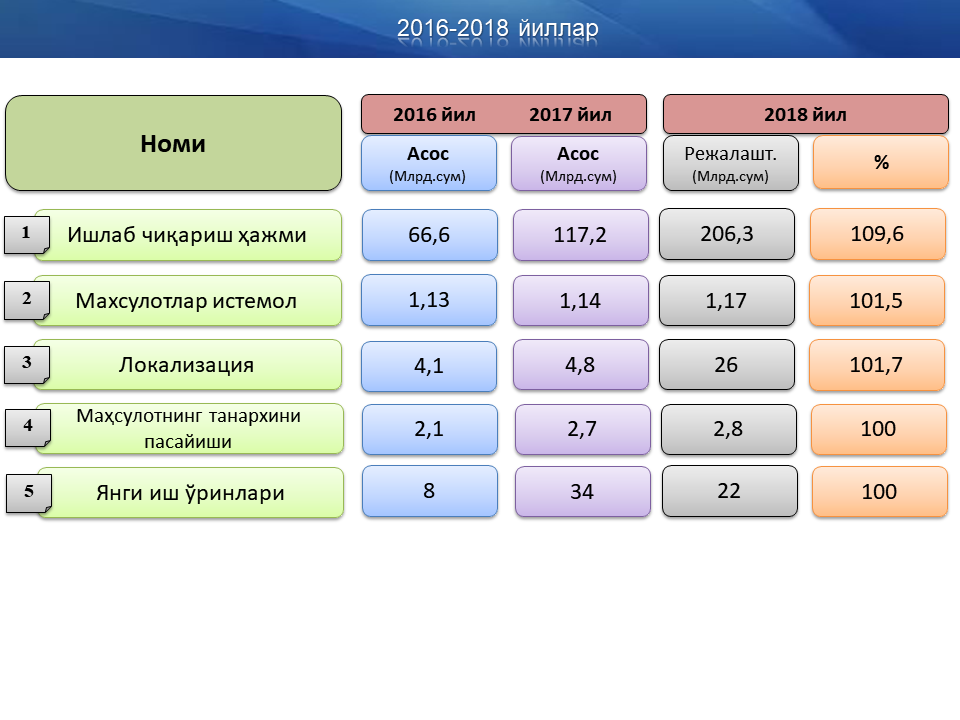 2016-2018 йиллар
Номи
2016 йил 2017 йил
2018 йил
Асос
(Млрд.сум)
Асос
(Млрд.сум)
Режалашт.
(Млрд.сум)
%
1 Ишлаб чиқариш ҳажми 66,6 117,2 206,3 109,6
2 Махсулотлар истемол 1,13 1,14 1,17 101,5
3 Локализация 4,1 4,8 26 101,7
4 Маҳсулотнинг танархини
пасайиши 2,1 2,7 2,8 100
5 Янги иш ўринлари 8 34 22 100